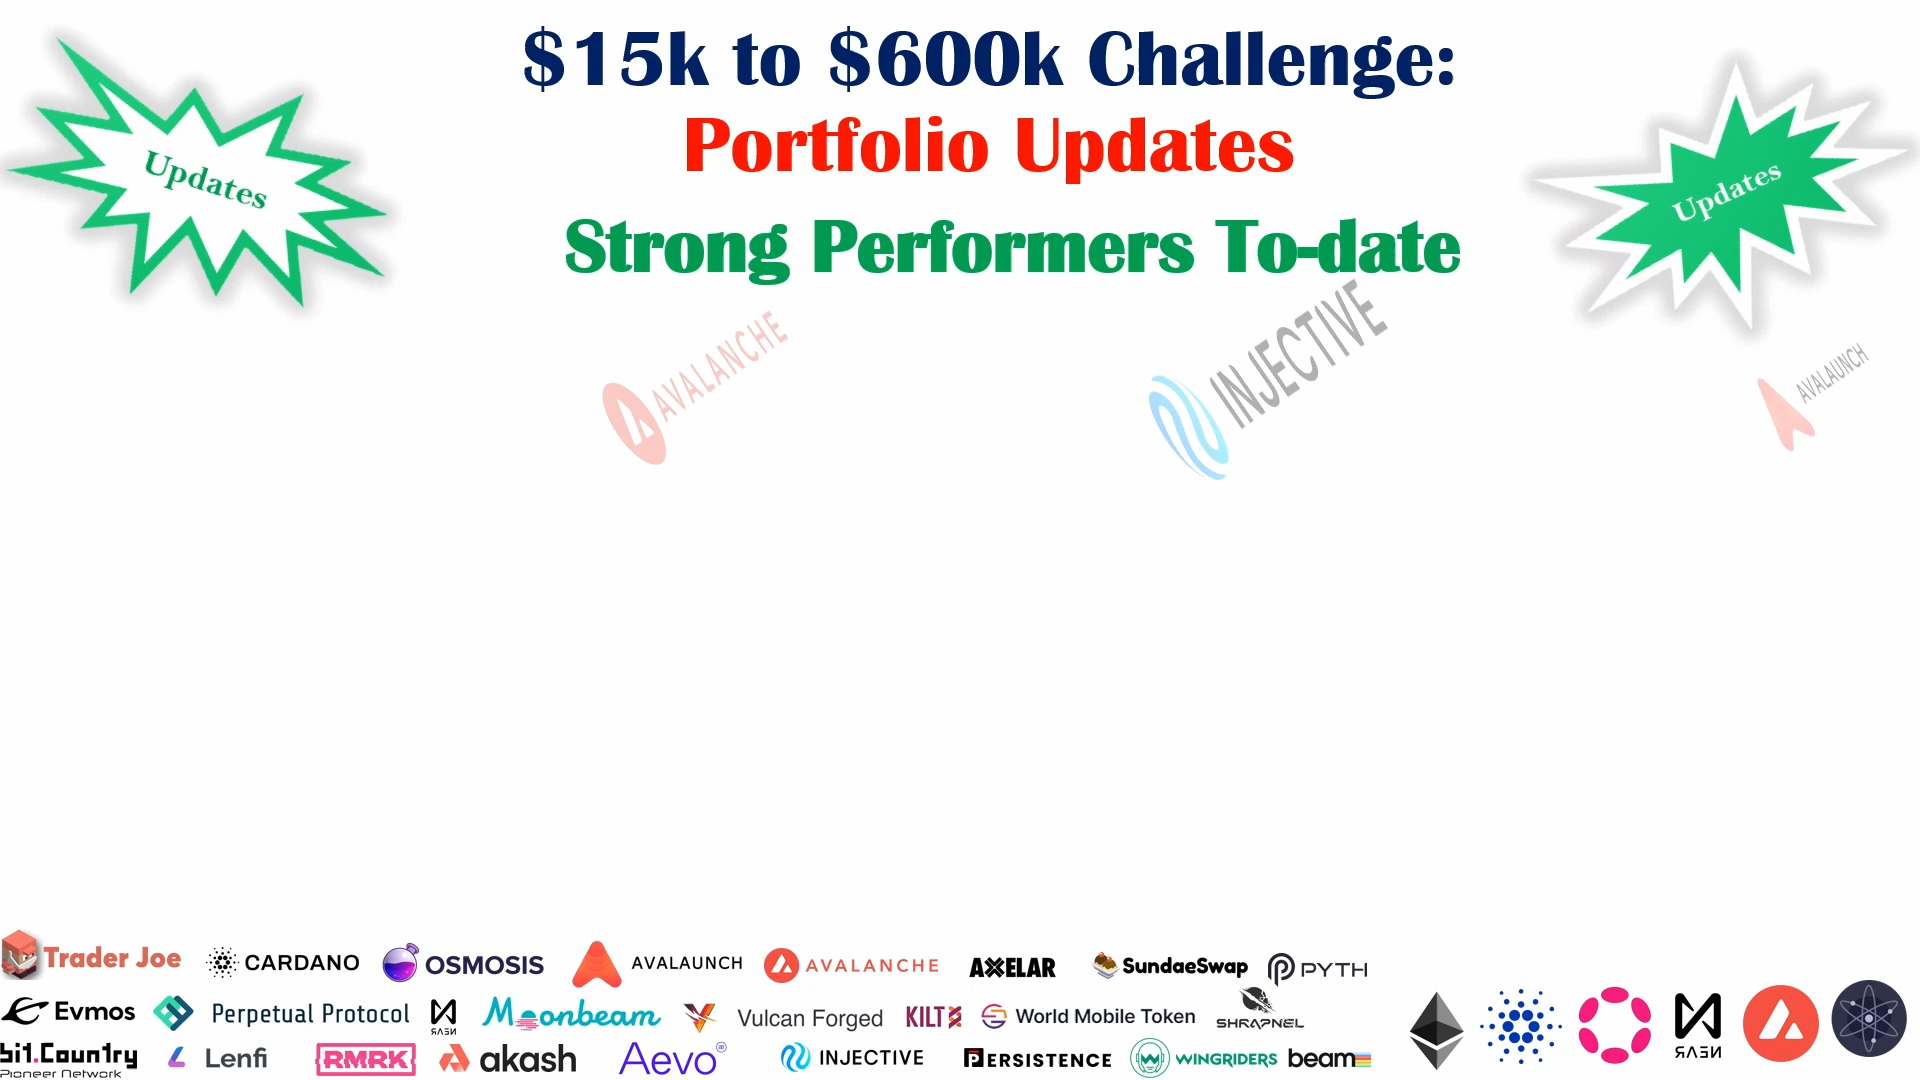 $15k to $600k Challenge:
Portfolio Updates
Strong Performers To-date
Updates
Updates
AVALANCHE
INJECTIVE
AVALAUNCH
Trader Joe CARDANO OSMOSIS AVALAUNCH AVALANCHE AXELAR SundaeSwap PYTH
Evmos Perpetual Protocol ЯAƎN Moonbeam Vulcan Forged KILT World Mobile Token SHRAPNEL
bit.Country Lenfi RMRK akash Aevo INJECTIVE PERSISTENCE WINGRIDERS beam
Pioneer Network
ЯAƎN